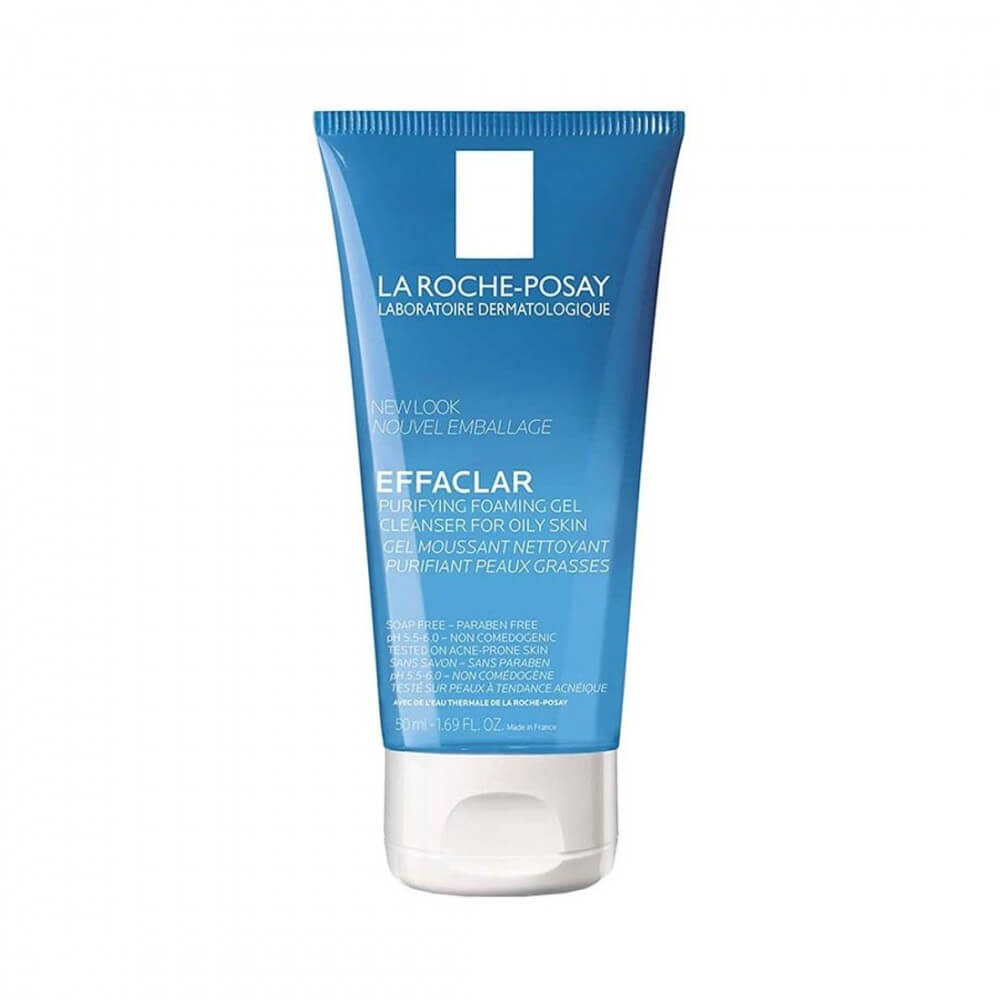 LA ROCHE-POSAY
LABORATOIRE DERMATOLOGIQUE
NEW LOOK
NOUVEL EMBALLAGE
EFFACLAR
PURIFYING FOAMING GEL
CLEANSER FOR OILY SKIN
GEL MOUSSANT NETTOYANT
PURIFIANT PEAUX GRASSES
SOAP FREE – PARABEN FREE
pH 5.5-6.0 – NON COMEDOGENIC
TESTED ON ACNE-PRONE SKIN
SANS SAVON – SANS PARABEN
pH 5.5-6.0 – NON COMÉDOGÈNE
TESTÉ SUR PEAUX À TENDANCE ACNÉIQUE
AVEC DE L'EAU THERMALE DE LA ROCHE-POSAY
50 ml - 1.69 FL. OZ. Made in France